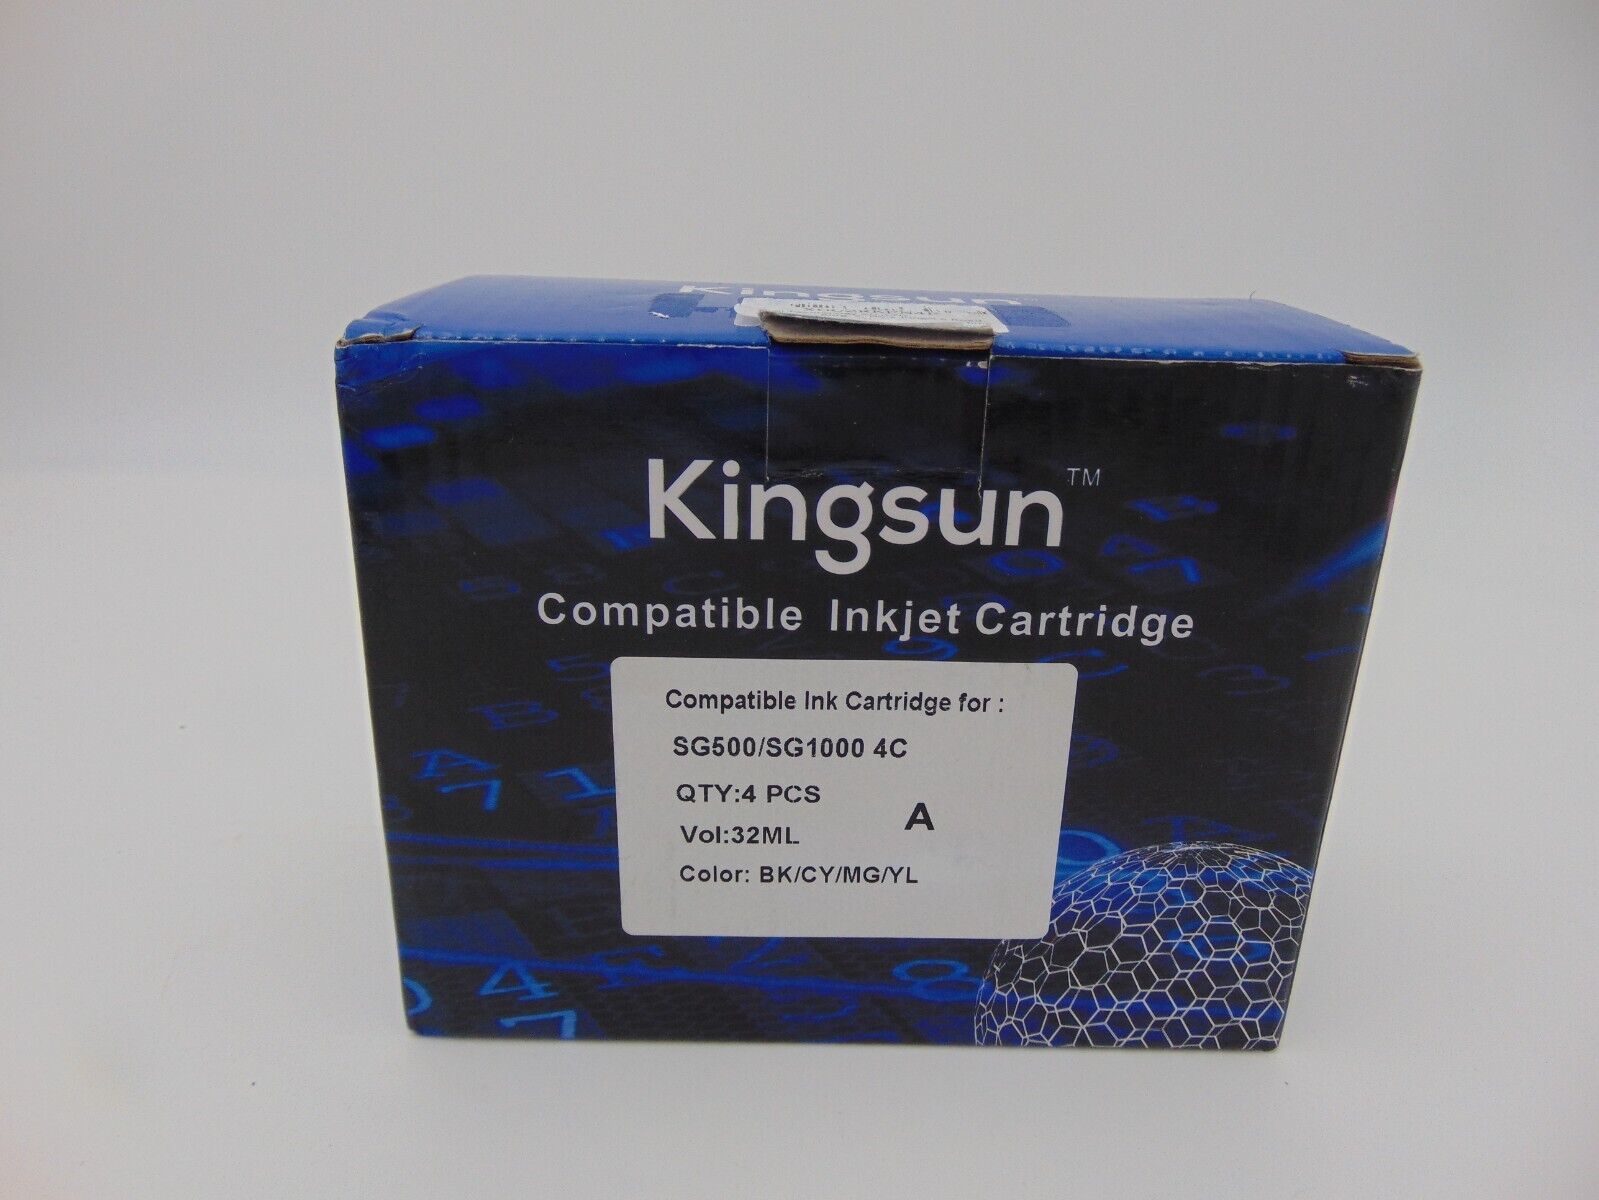 Kingsun
Kingsun™
Compatible Inkjet Cartridge
Compatible Ink Cartridge for :
SG500/SG1000 4C
QTY:4 PCS
A
Vol:32ML
Color: BK/CY/MG/YL